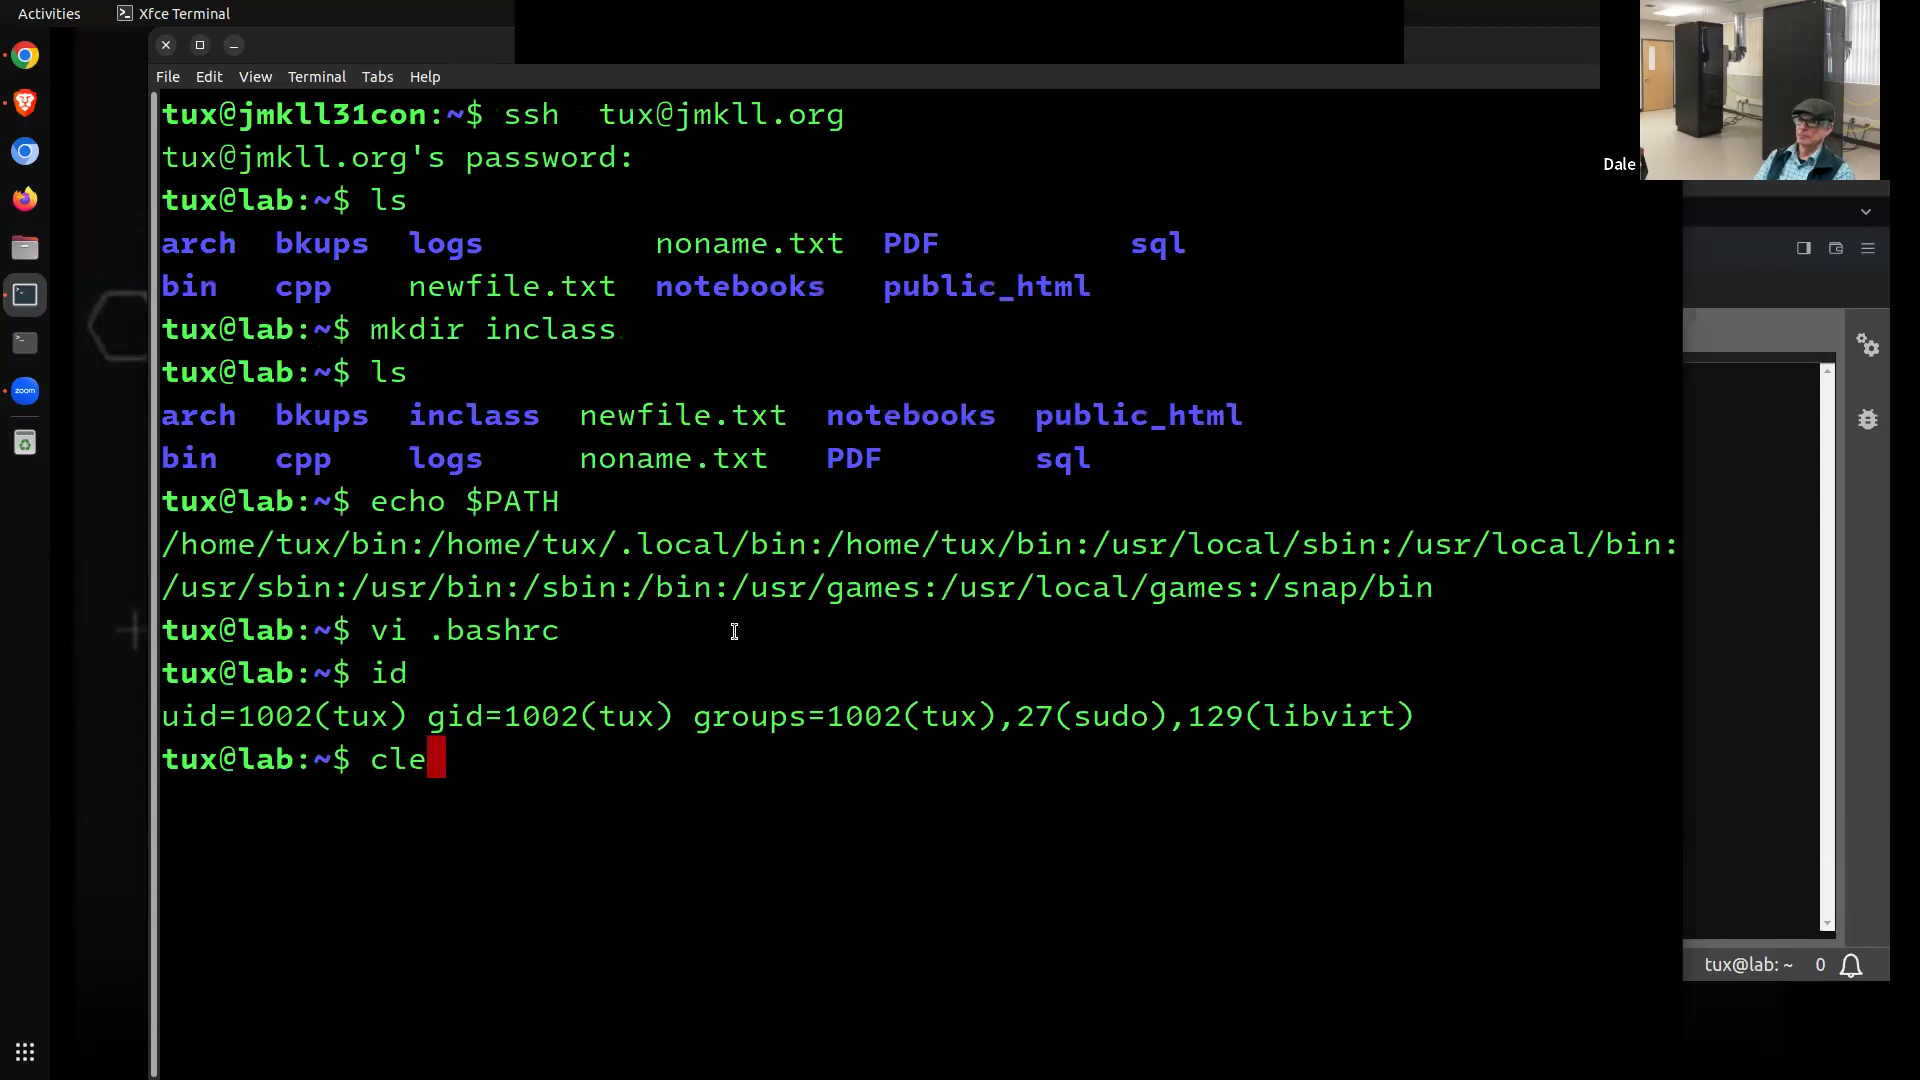 Activities Xfce Terminal
File Edit View Terminal Tabs Help
tux@jmkll31con:~$ ssh  tux@jmkll.org
tux@jmkll.org's password:
tux@lab:~$ ls
arch bkups logs noname.txt PDF sql
bin cpp newfile.txt notebooks public_html
tux@lab:~$ mkdir inclass
tux@lab:~$ ls
arch bkups inclass newfile.txt notebooks public_html
bin cpp logs noname.txt PDF sql
tux@lab:~$ echo $PATH
/home/tux/bin:/home/tux/.local/bin:/home/tux/bin:/usr/local/sbin:/usr/local/bin:
/usr/sbin:/usr/bin:/sbin:/bin:/usr/games:/usr/local/games:/snap/bin
tux@lab:~$ vi .bashrc
tux@lab:~$ id
uid=1002(tux) gid=1002(tux) groups=1002(tux),27(sudo),129(libvirt)
tux@lab:~$ cle
Dale
zoom
tux@lab: ~ 0